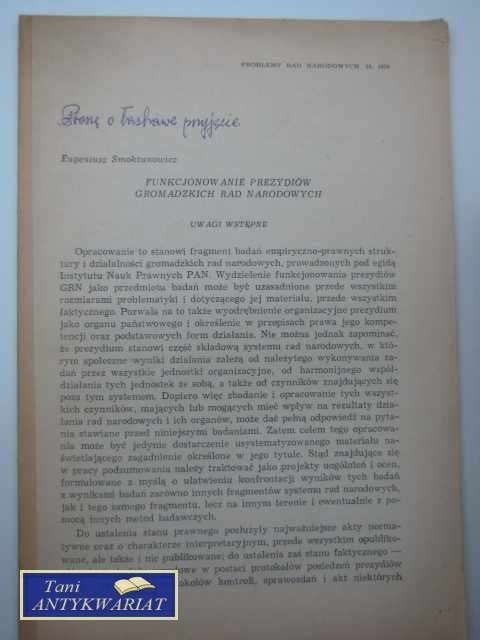 PROBLEMY RAD NARODOWYCH
Proszę o łaskawe przyjęcie
Eugeniusz Smoktunowicz
FUNKCJONOWANIE PREZYDIÓW
GROMADZKICH RAD NARODOWYCH
UWAGI WSTĘPNE
Opracowanie to stanowi fragment badań empiryczno-prawnych struk-
tury i działalności gromadzkich rad narodowych, prowadzonych pod egidą
Instytutu Nauk Prawnych PAN. Wydzielenie funkcjonowania prezydiów
GRN jako przedmiotu badań może być uzasadnione przede wszystkim
rozmiarami problematyki i dotyczącego jej materiału, przede wszystkim
faktycznego. Pozwala na to także wyodrębnienie organizacyjne prezydium
jako organu państwowego i określenie w przepisach prawa jego kompe-
tencji oraz podstawowych form działania. Nie można jednak zapominać,
że prezydium stanowi część składową systemu rad narodowych, w któ-
rym społeczne wyniki działania zależą od należytego wykonywania za-
dań przez wszystkie jednostki organizacyjne, od harmonijnego współ-
działania tych jednostek ze sobą, a także od czynników znajdujących się
poza tym systemem. Dopiero więc zbadanie i opracowanie tych wszyst-
kich czynników, mających lub mogących mieć wpływ na rezultaty dzia-
łania rad narodowych i ich organów, może dać pełną odpowiedź na pyta-
nia stawiane przed niniejszymi badaniami. Zatem celem tego opracowa-
nia może być jedynie dostarczenie usystematyzowanego materiału na-
świetlającego zagadnienie określone w jego tytule. Stąd znajdujące się
w pracy podsumowania należy traktować jako projekty uogólnień i ocen,
formułowane z myślą o ułatwieniu konfrontacji wyników tych badań
z wynikami badań zarówno innych fragmentów systemu rad narodowych,
jak i tego samego fragmentu, lecz na innym terenie i ewentualnie z po-
mocą innych metod badawczych.
Do ustalenia stanu prawnego posłużyły najważniejsze akty norma-
tywne oraz o charakterze interpretacyjnym, przede wszystkim opubliko-
wane, ale także i nie publikowane; do ustalenia zaś stanu faktycznego —
w postaci protokołów posiedzeń prezydiów
kontroli, sprawozdań i akt niektórych
Tani
ANTYKWARIAT